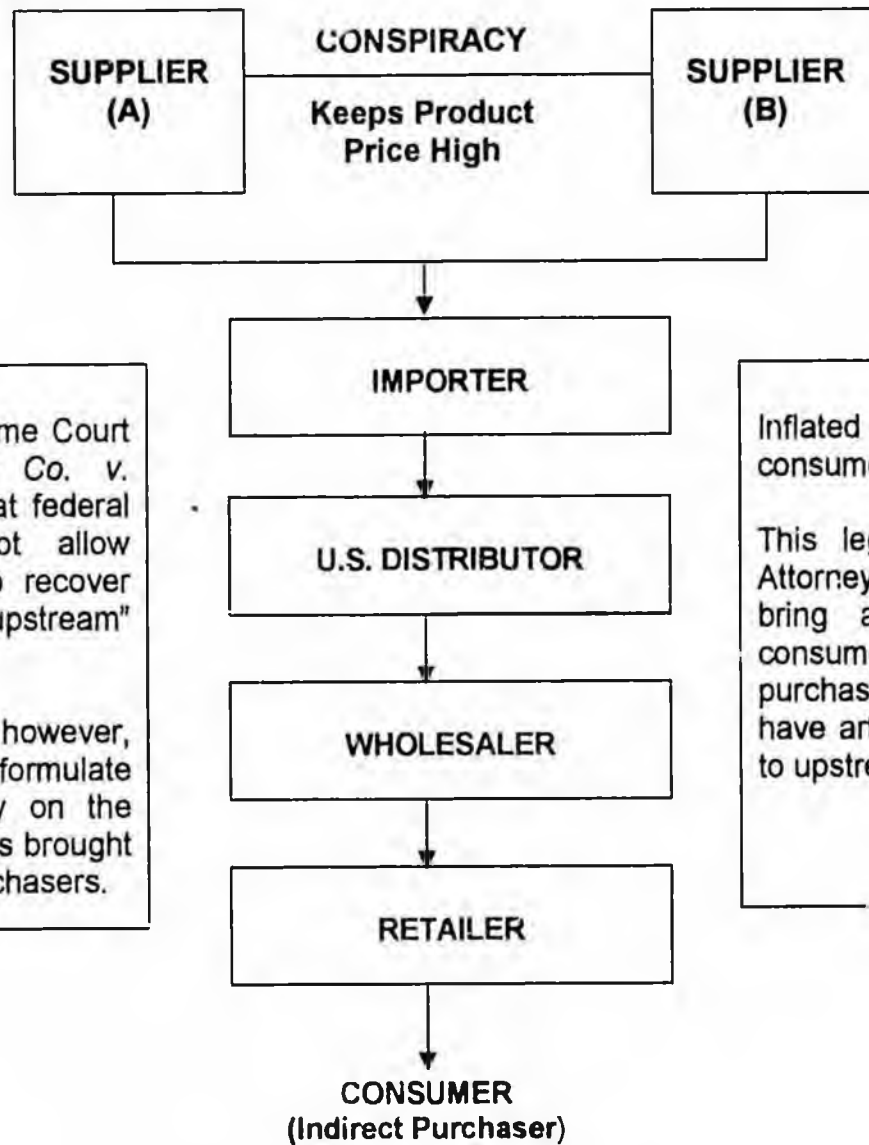 CONSPIRACY
SUPPLIER
(A)
Keeps Product
Price High
SUPPLIER
(B)
IMPORTER
U.S. DISTRIBUTOR
WHOLESALER
RETAILER
CONSUMER
(Indirect Purchaser)
me Court
Co. v.
at federal
ot allow
o recover
upstream"
however,
formulate
y on the
s brought
chasers.
Inflated
consume
This leg
Attorney
bring a
consum
purchas
have an
to upstre